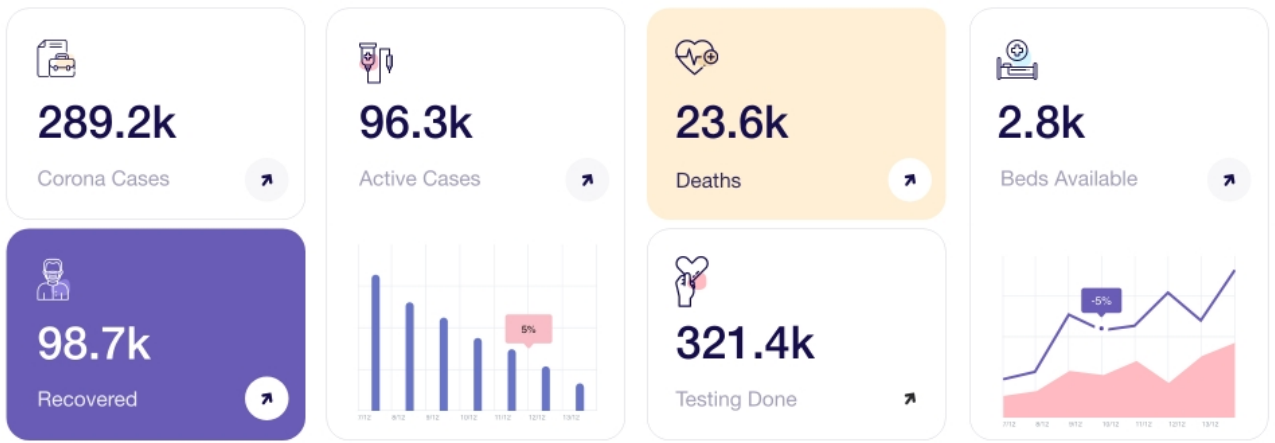 289.2k
Corona Cases
96.3k
Active Cases
5%
7/12 8/12 9/12 10/12 11/12 12/12 13/12
23.6k
Deaths
2.8k
Beds Available
-5%
7/12 8/12 9/12 10/12 11/12 12/12 13/12
98.7k
Recovered
321.4k
Testing Done